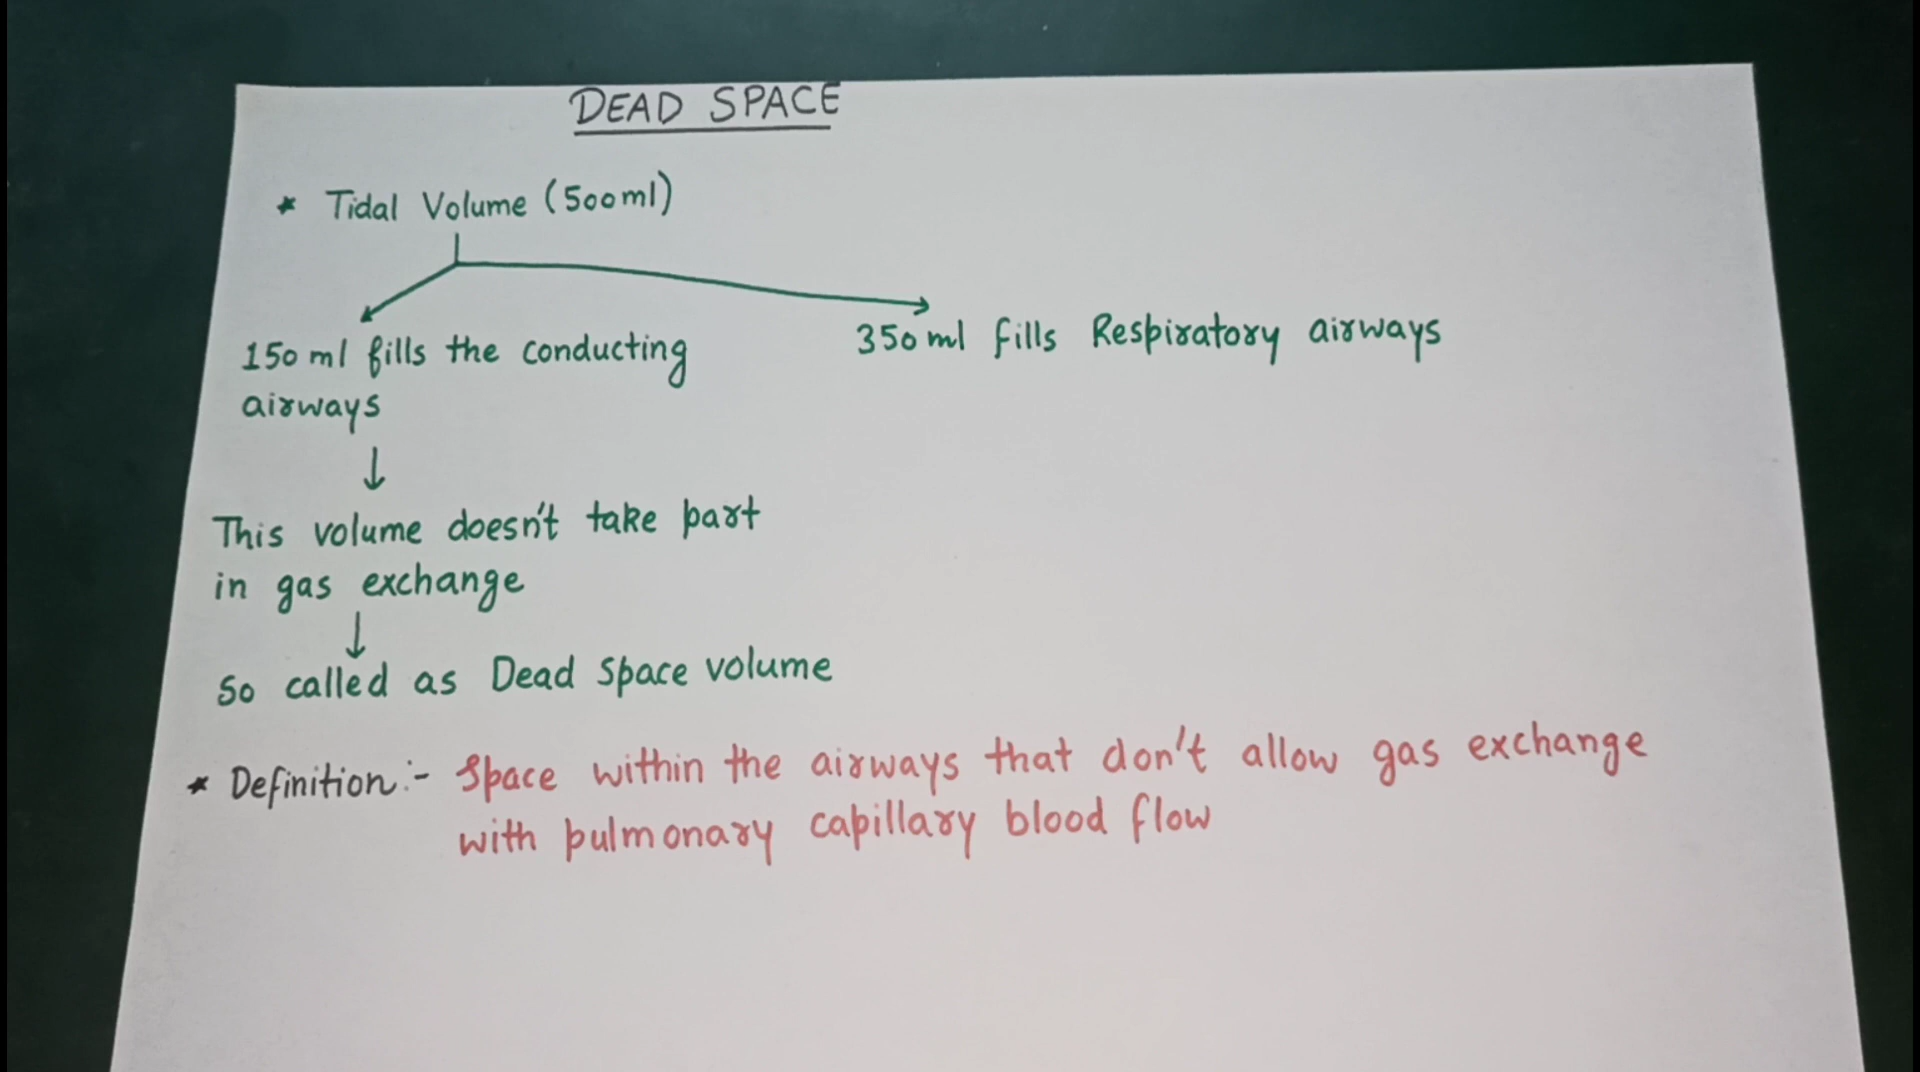 DEAD SPACE
* Tidal Volume (500ml)
150 ml fills the conducting
airways
350 ml fills Respiratory airways
↓
This volume doesn't take part
in gas exchange
↓
So called as Dead Space volume
* Definition:- Space within the airways that don't allow gas exchange
with pulmonary capillary blood flow